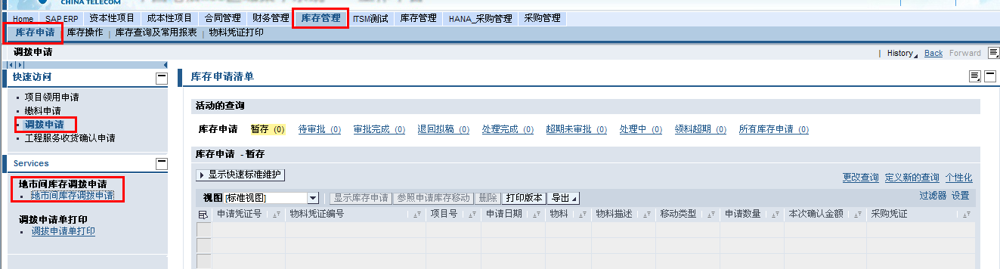 CHINA TELECOM
Home SAP ERP 资本性项目 成本性项目 合同管理 财务管理 库存管理 ITSM测试 库存管理 HANA_采购管理 采购管理
库存申请 | 库存操作 | 库存查询及常用报表 | 物料凭证打印
调拨申请
| History Back Forward
快速访问
项目领用申请
缴料申请
调拨申请
工程服务收货确认申请
Services
地市间库存调拨申请
地市间库存调拨申请
调拨申请单打印
调拨申请单打印
库存申请清单
活动的查询
库存申请 暂存 (0) 待审批 (0) 审批完成 (0) 退回拟稿 (0) 处理完成 (0) 超期未审批 (0) 处理中 (0) 领料超期 (0) 所有库存申请 (0)
库存申请 - 暂存
显示快速标准维护
更改查询 定义新的查询 个性化
视图 [标准视图] 显示库存申请 参照申请库存移动 删除 打印版本 导出 过滤器 设置
申请凭证号 物料凭证编号 项目号 申请日期 物料 物料描述 移动类型 申请数量 本次确认金额 采购凭证